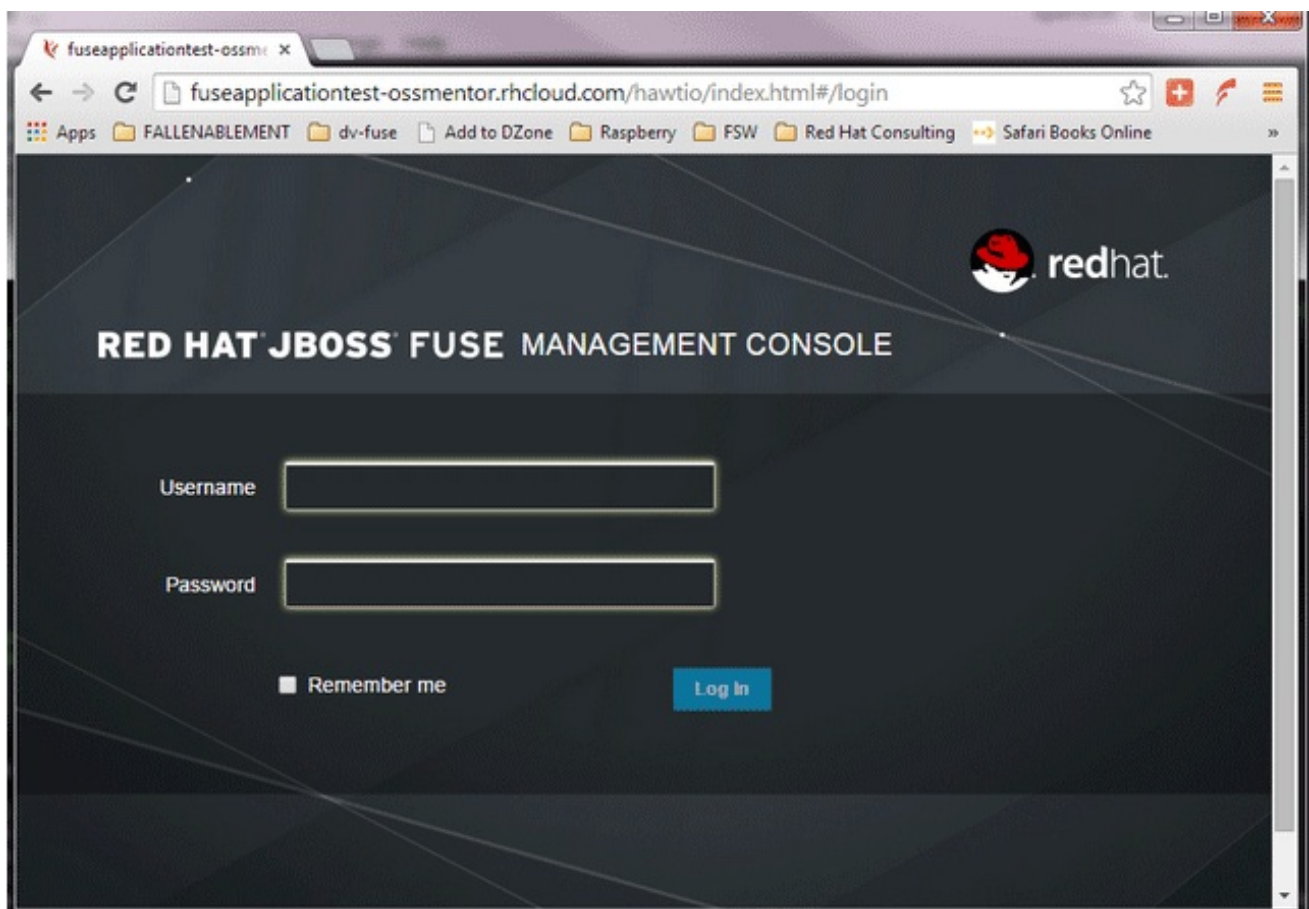 fuseapplicationtest-ossme
fuseapplicationtest-ossmentor.rhcloud.com/hawtio/index.html#/login
Apps FALLENABLEMENT dv-fuse Add to DZone Raspberry FSW Red Hat Consulting Safari Books Online »
redhat.
RED HAT JBOSS FUSE MANAGEMENT CONSOLE
Username
Password
Remember me
Log In